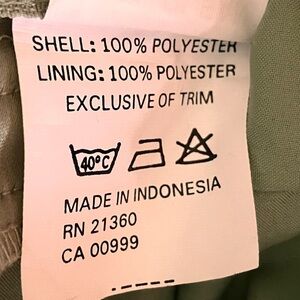 SHELL: 100% POLYESTER
LINING: 100% POLYESTER
EXCLUSIVE OF TRIM
40°C
MADE IN INDONESIA
RN 21360
CA 00999